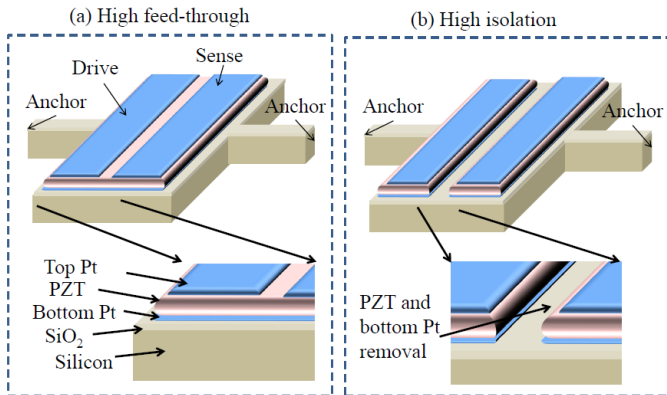 (a) High feed-through
Drive
Sense
Anchor
Anchor
Top Pt
PZT
Bottom Pt
SiO₂
Silicon
(b) High isolation
Anchor
Anchor
PZT and
bottom Pt
removal